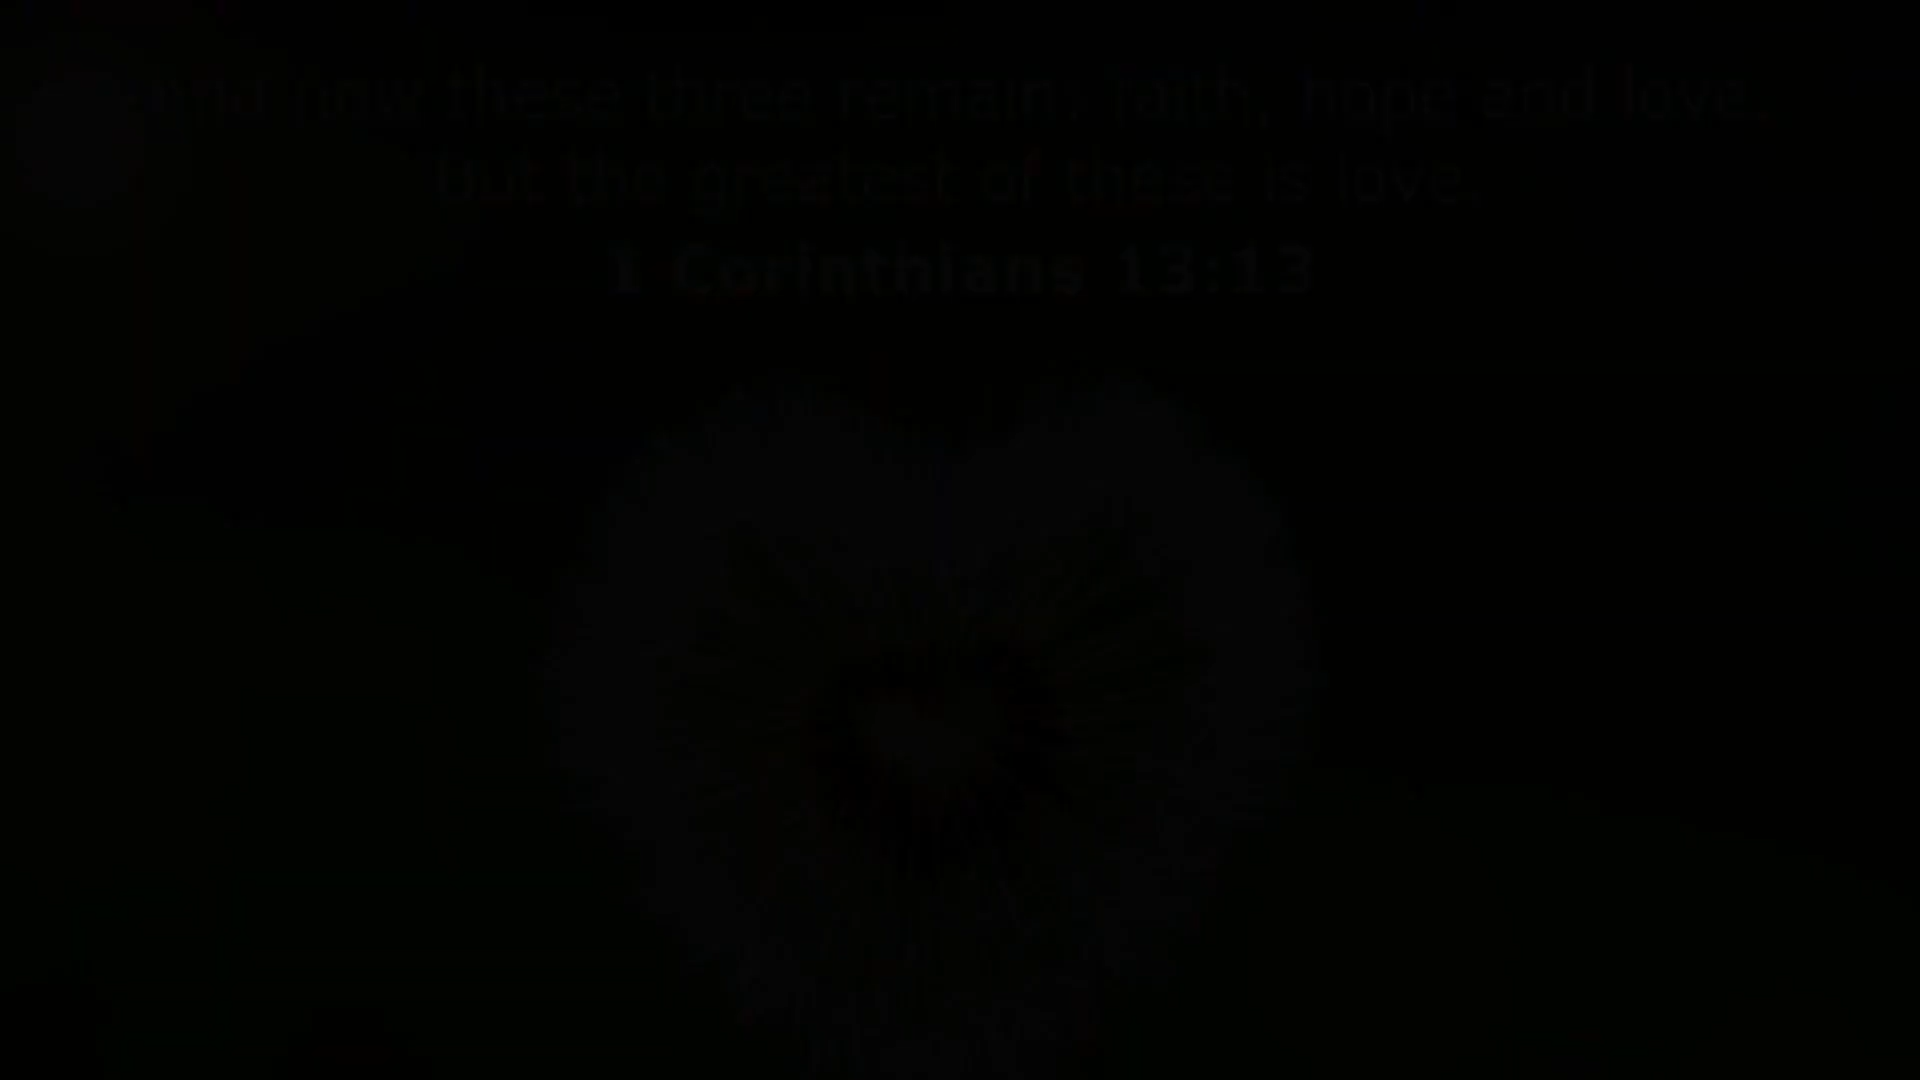 And now these three remain: faith, hope and love.
But the greatest of these is love.
1 Corinthians 13:13